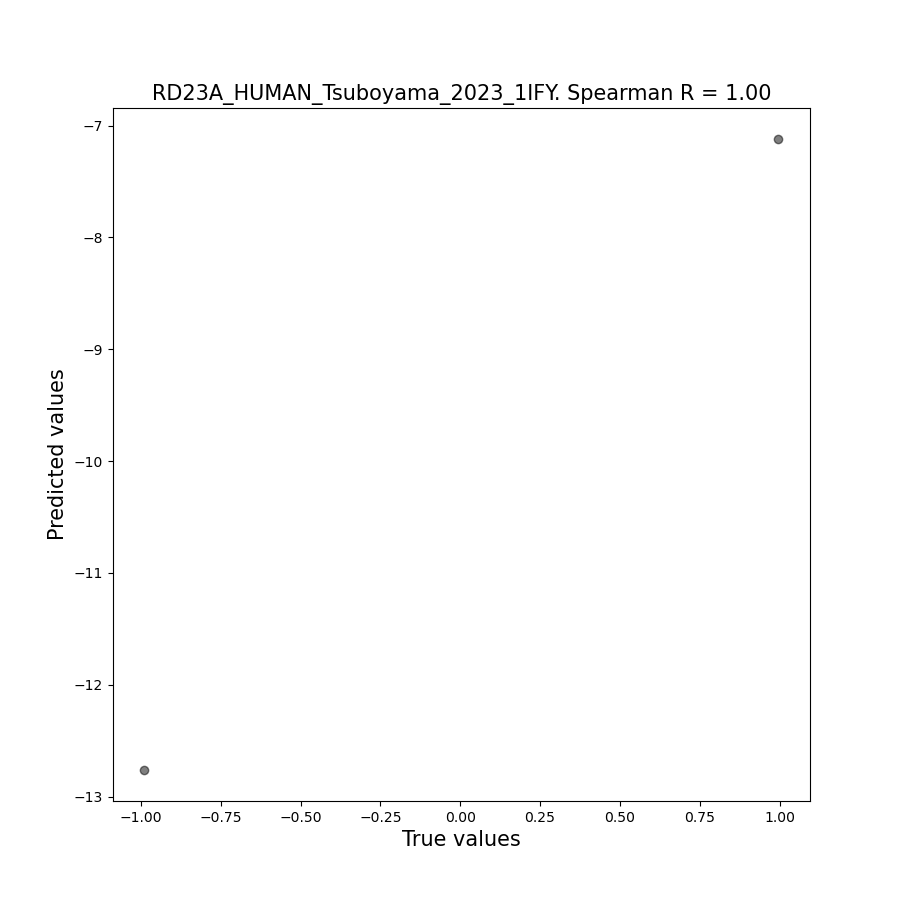 RD23A_HUMAN_Tsuboyama_2023_1IFY. Spearman R = 1.00
−7
−8
−9
−10
−11
−12
−13
Predicted values
−1.00 −0.75 −0.50 −0.25 0.00 0.25 0.50 0.75 1.00
True values